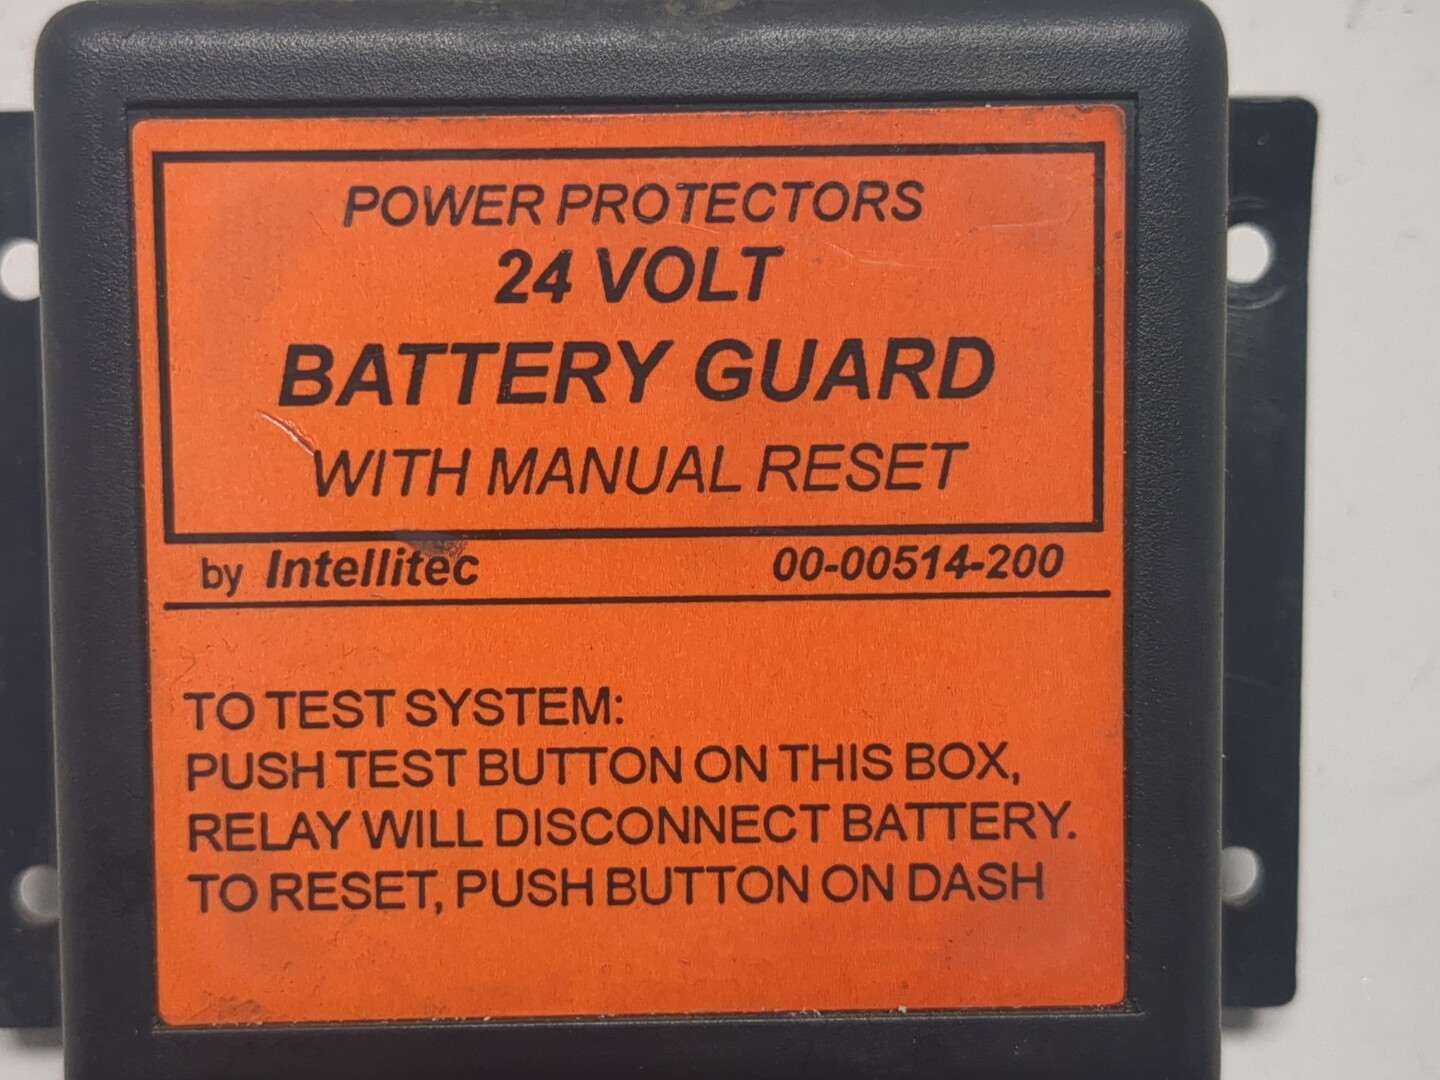 POWER PROTECTORS
24 VOLT
BATTERY GUARD
WITH MANUAL RESET
by Intellitec 00-00514-200
TO TEST SYSTEM:
PUSH TEST BUTTON ON THIS BOX,
RELAY WILL DISCONNECT BATTERY.
TO RESET, PUSH BUTTON ON DASH